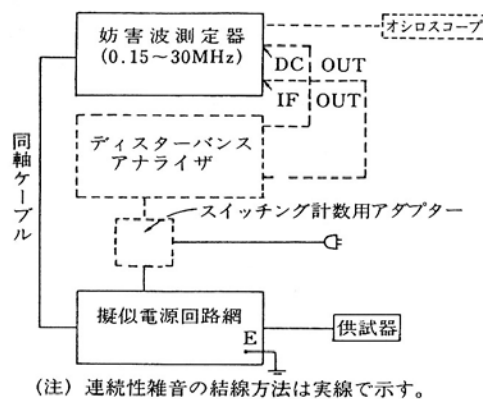 妨害波測定器
(0.15～30MHz)
オシロスコープ
DC OUT
IF OUT
同軸ケーブル
ディスターバンス
アナライザ
スイッチング計数用アダプター
擬似電源回路網
E
供試器
(注) 連続性雑音の結線方法は実線で示す。